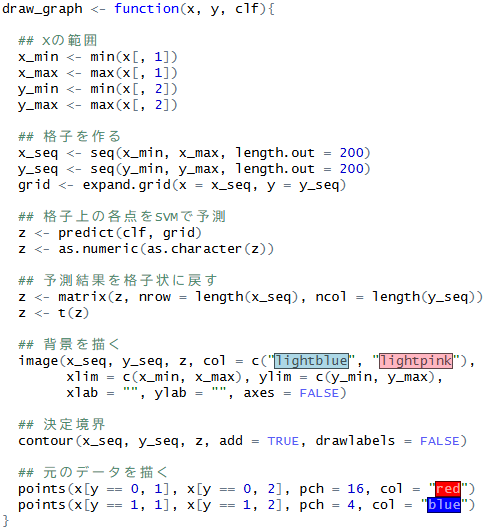 draw_graph <- function(x, y, clf){
## Xの範囲
x_min <- min(x[, 1])
x_max <- max(x[, 1])
y_min <- min(x[, 2])
y_max <- max(x[, 2])
## 格子を作る
x_seq <- seq(x_min, x_max, length.out = 200)
y_seq <- seq(y_min, y_max, length.out = 200)
grid <- expand.grid(x = x_seq, y = y_seq)
## 格子上の各点をSVMで予測
z <- predict(clf, grid)
z <- as.numeric(as.character(z))
## 予測結果を格子状に戻す
z <- matrix(z, nrow = length(x_seq), ncol = length(y_seq))
z <- t(z)
## 背景を描く
image(x_seq, y_seq, z, col = c("lightblue", "lightpink"),
xlim = c(x_min, x_max), ylim = c(y_min, y_max),
xlab = "", ylab = "", axes = FALSE)
## 決定境界
contour(x_seq, y_seq, z, add = TRUE, drawlabels = FALSE)
## 元のデータを描く
points(x[y == 0, 1], x[y == 0, 2], pch = 16, col = "red")
points(x[y == 1, 1], x[y == 1, 2], pch = 4, col = "blue")
}